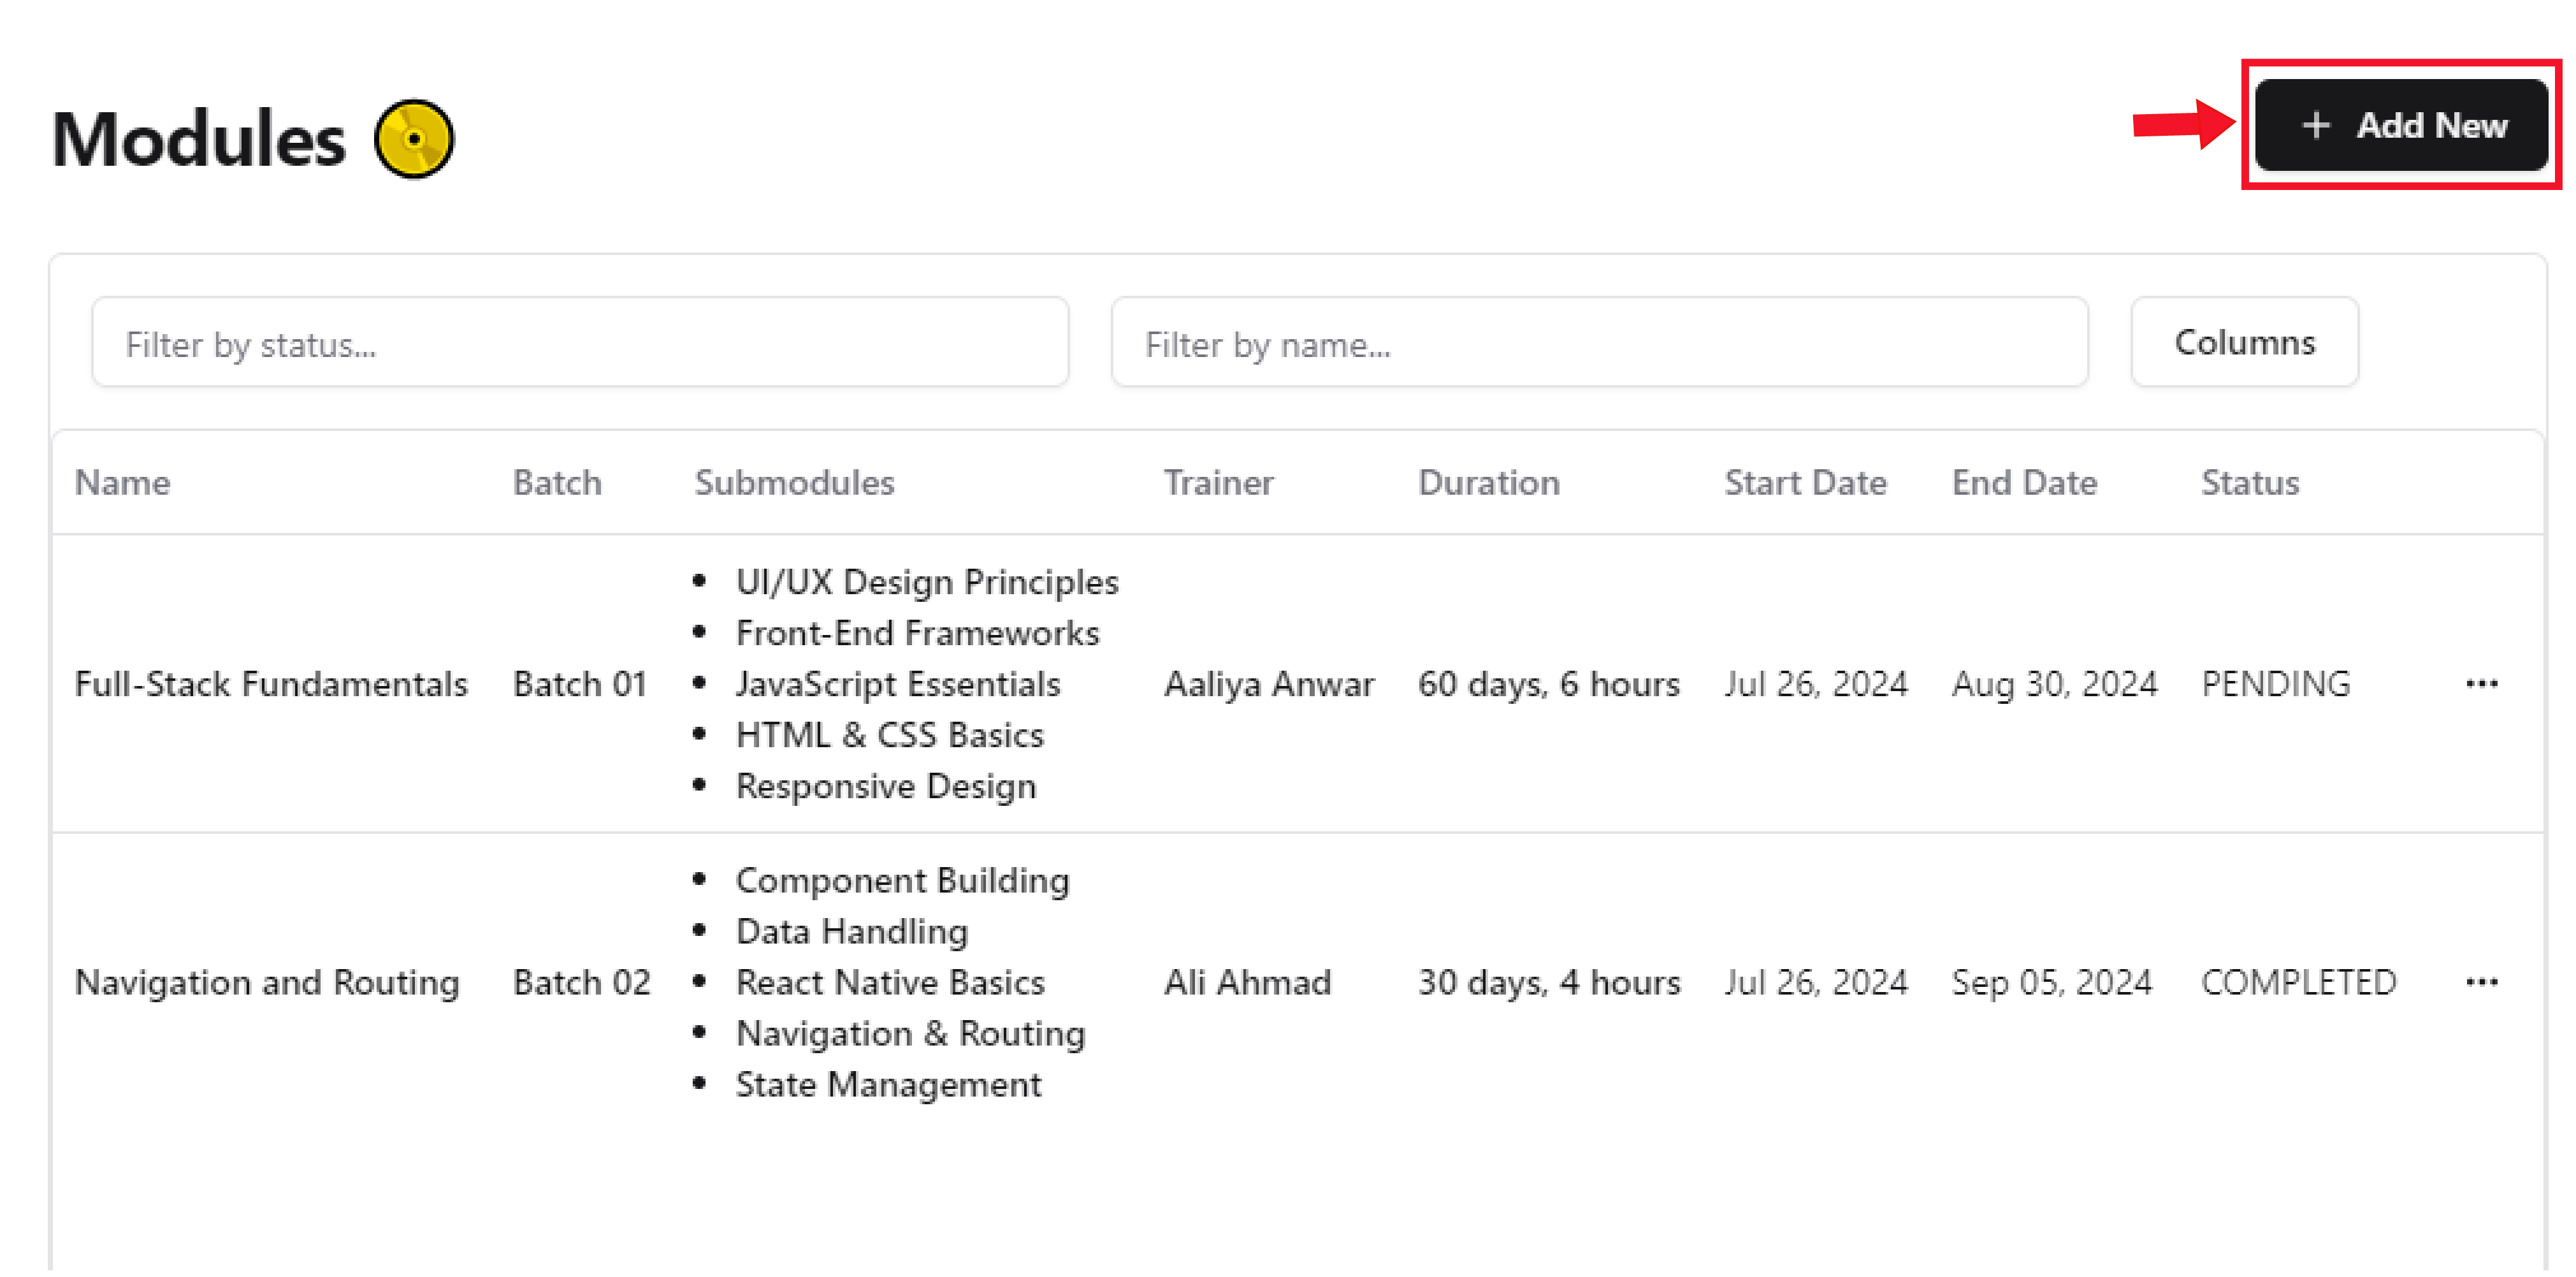 Modules
+ Add New
Filter by status...
Filter by name...
Columns
Name Batch Submodules Trainer Duration Start Date End Date Status
Full-Stack Fundamentals Batch 01 • UI/UX Design Principles
• Front-End Frameworks
• JavaScript Essentials
• HTML & CSS Basics
• Responsive Design
Aaliya Anwar 60 days, 6 hours Jul 26, 2024 Aug 30, 2024 PENDING ...
Navigation and Routing Batch 02 • Component Building
• Data Handling
• React Native Basics
• Navigation & Routing
• State Management
Ali Ahmad 30 days, 4 hours Jul 26, 2024 Sep 05, 2024 COMPLETED ...